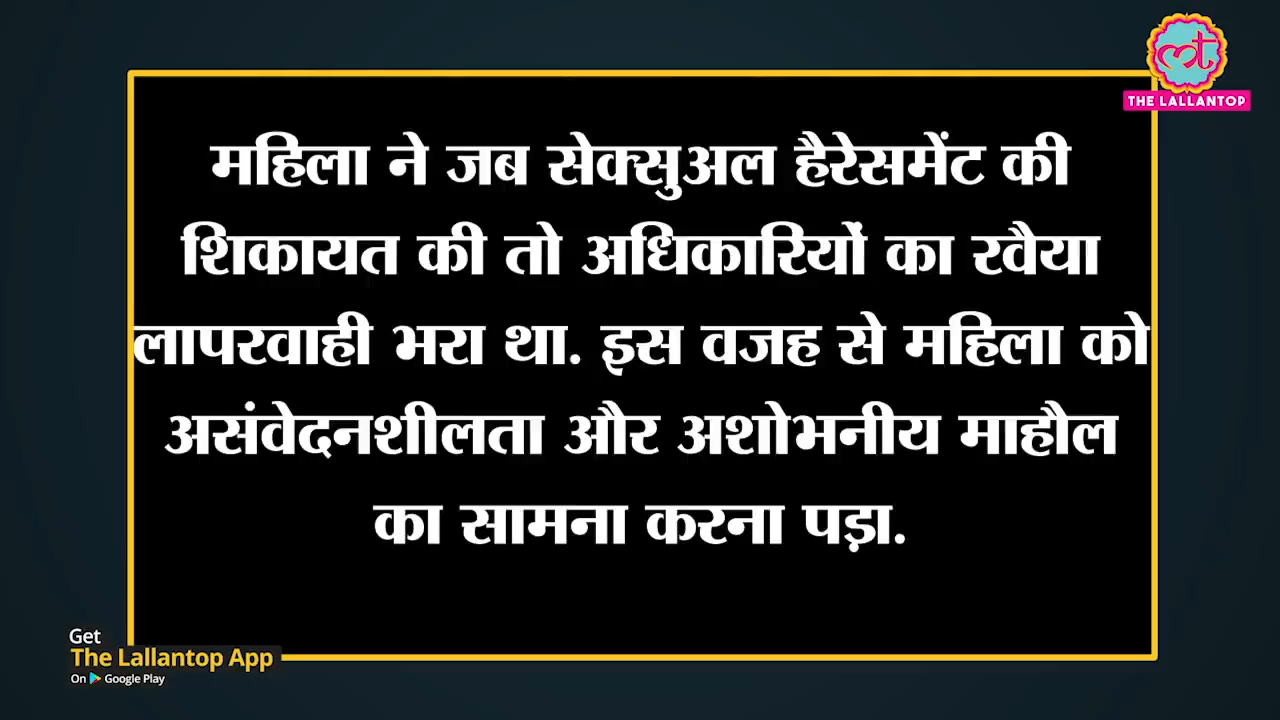 THE LALLANTOP
महिला ने जब सेक्सुअल हैरेसमेंट की
शिकायत की तो अधिकारियों का रवैया
लापरवाही भरा था. इस वजह से महिला को
असंवेदनशीलता और अशोभनीय माहौल
का सामना करना पड़ा.
Get
The Lallantop App
On Google Play